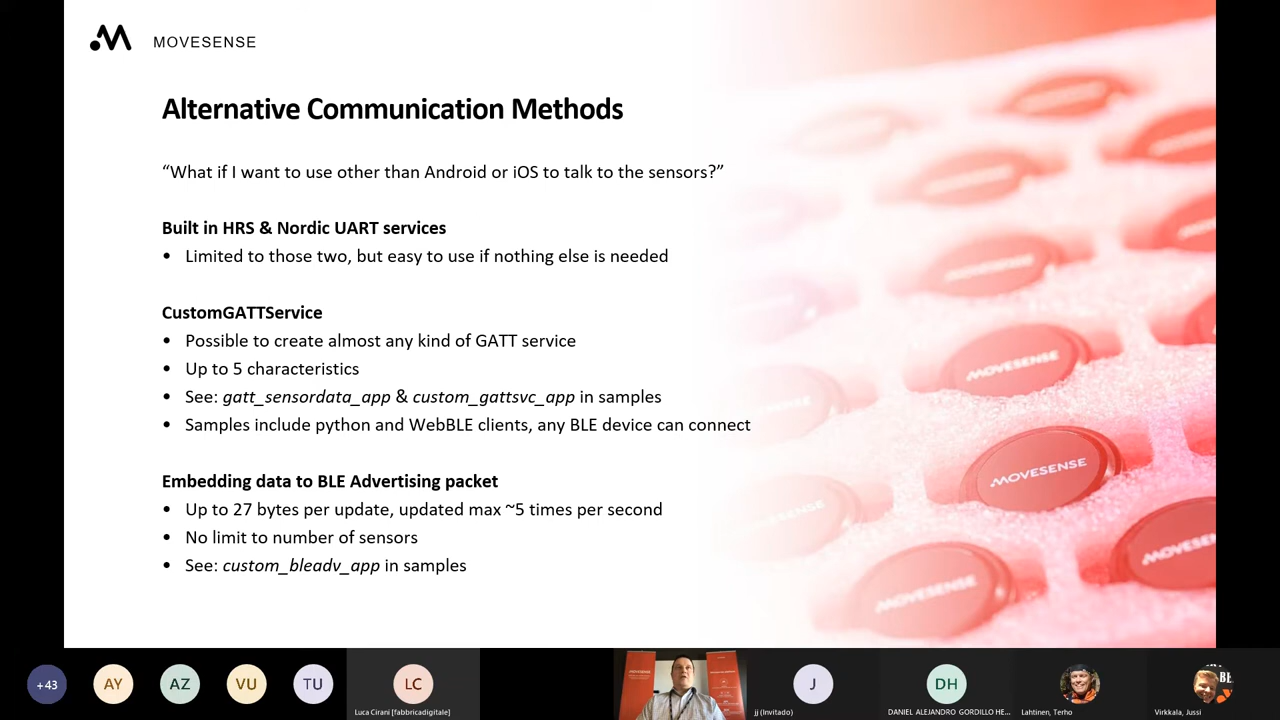 MOVESENSE
Alternative Communication Methods
“What if I want to use other than Android or iOS to talk to the sensors?”
Built in HRS & Nordic UART services
• Limited to those two, but easy to use if nothing else is needed
CustomGATTService
• Possible to create almost any kind of GATT service
• Up to 5 characteristics
• See: gatt_sensordata_app & custom_gattsvc_app in samples
• Samples include python and WebBLE clients, any BLE device can connect
Embedding data to BLE Advertising packet
• Up to 27 bytes per update, updated max ~5 times per second
• No limit to number of sensors
• See: custom_bleadv_app in samples
MOVESENSE
MOVESENSE
MOVESENSE
MOVESENSE
+43
AY
AZ
VU
TU
LC
J
DH
Luca Cirani [fabbricadigitale]
jj (Invitado)
DANIEL ALEJANDRO GORDILLO HE...
Lahtinen, Terho
Virkkala, Jussi